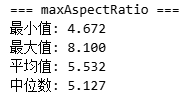 === maxAspectRatio ===
最小值: 4.672
最大值: 8.100
平均值: 5.532
中位数: 5.127